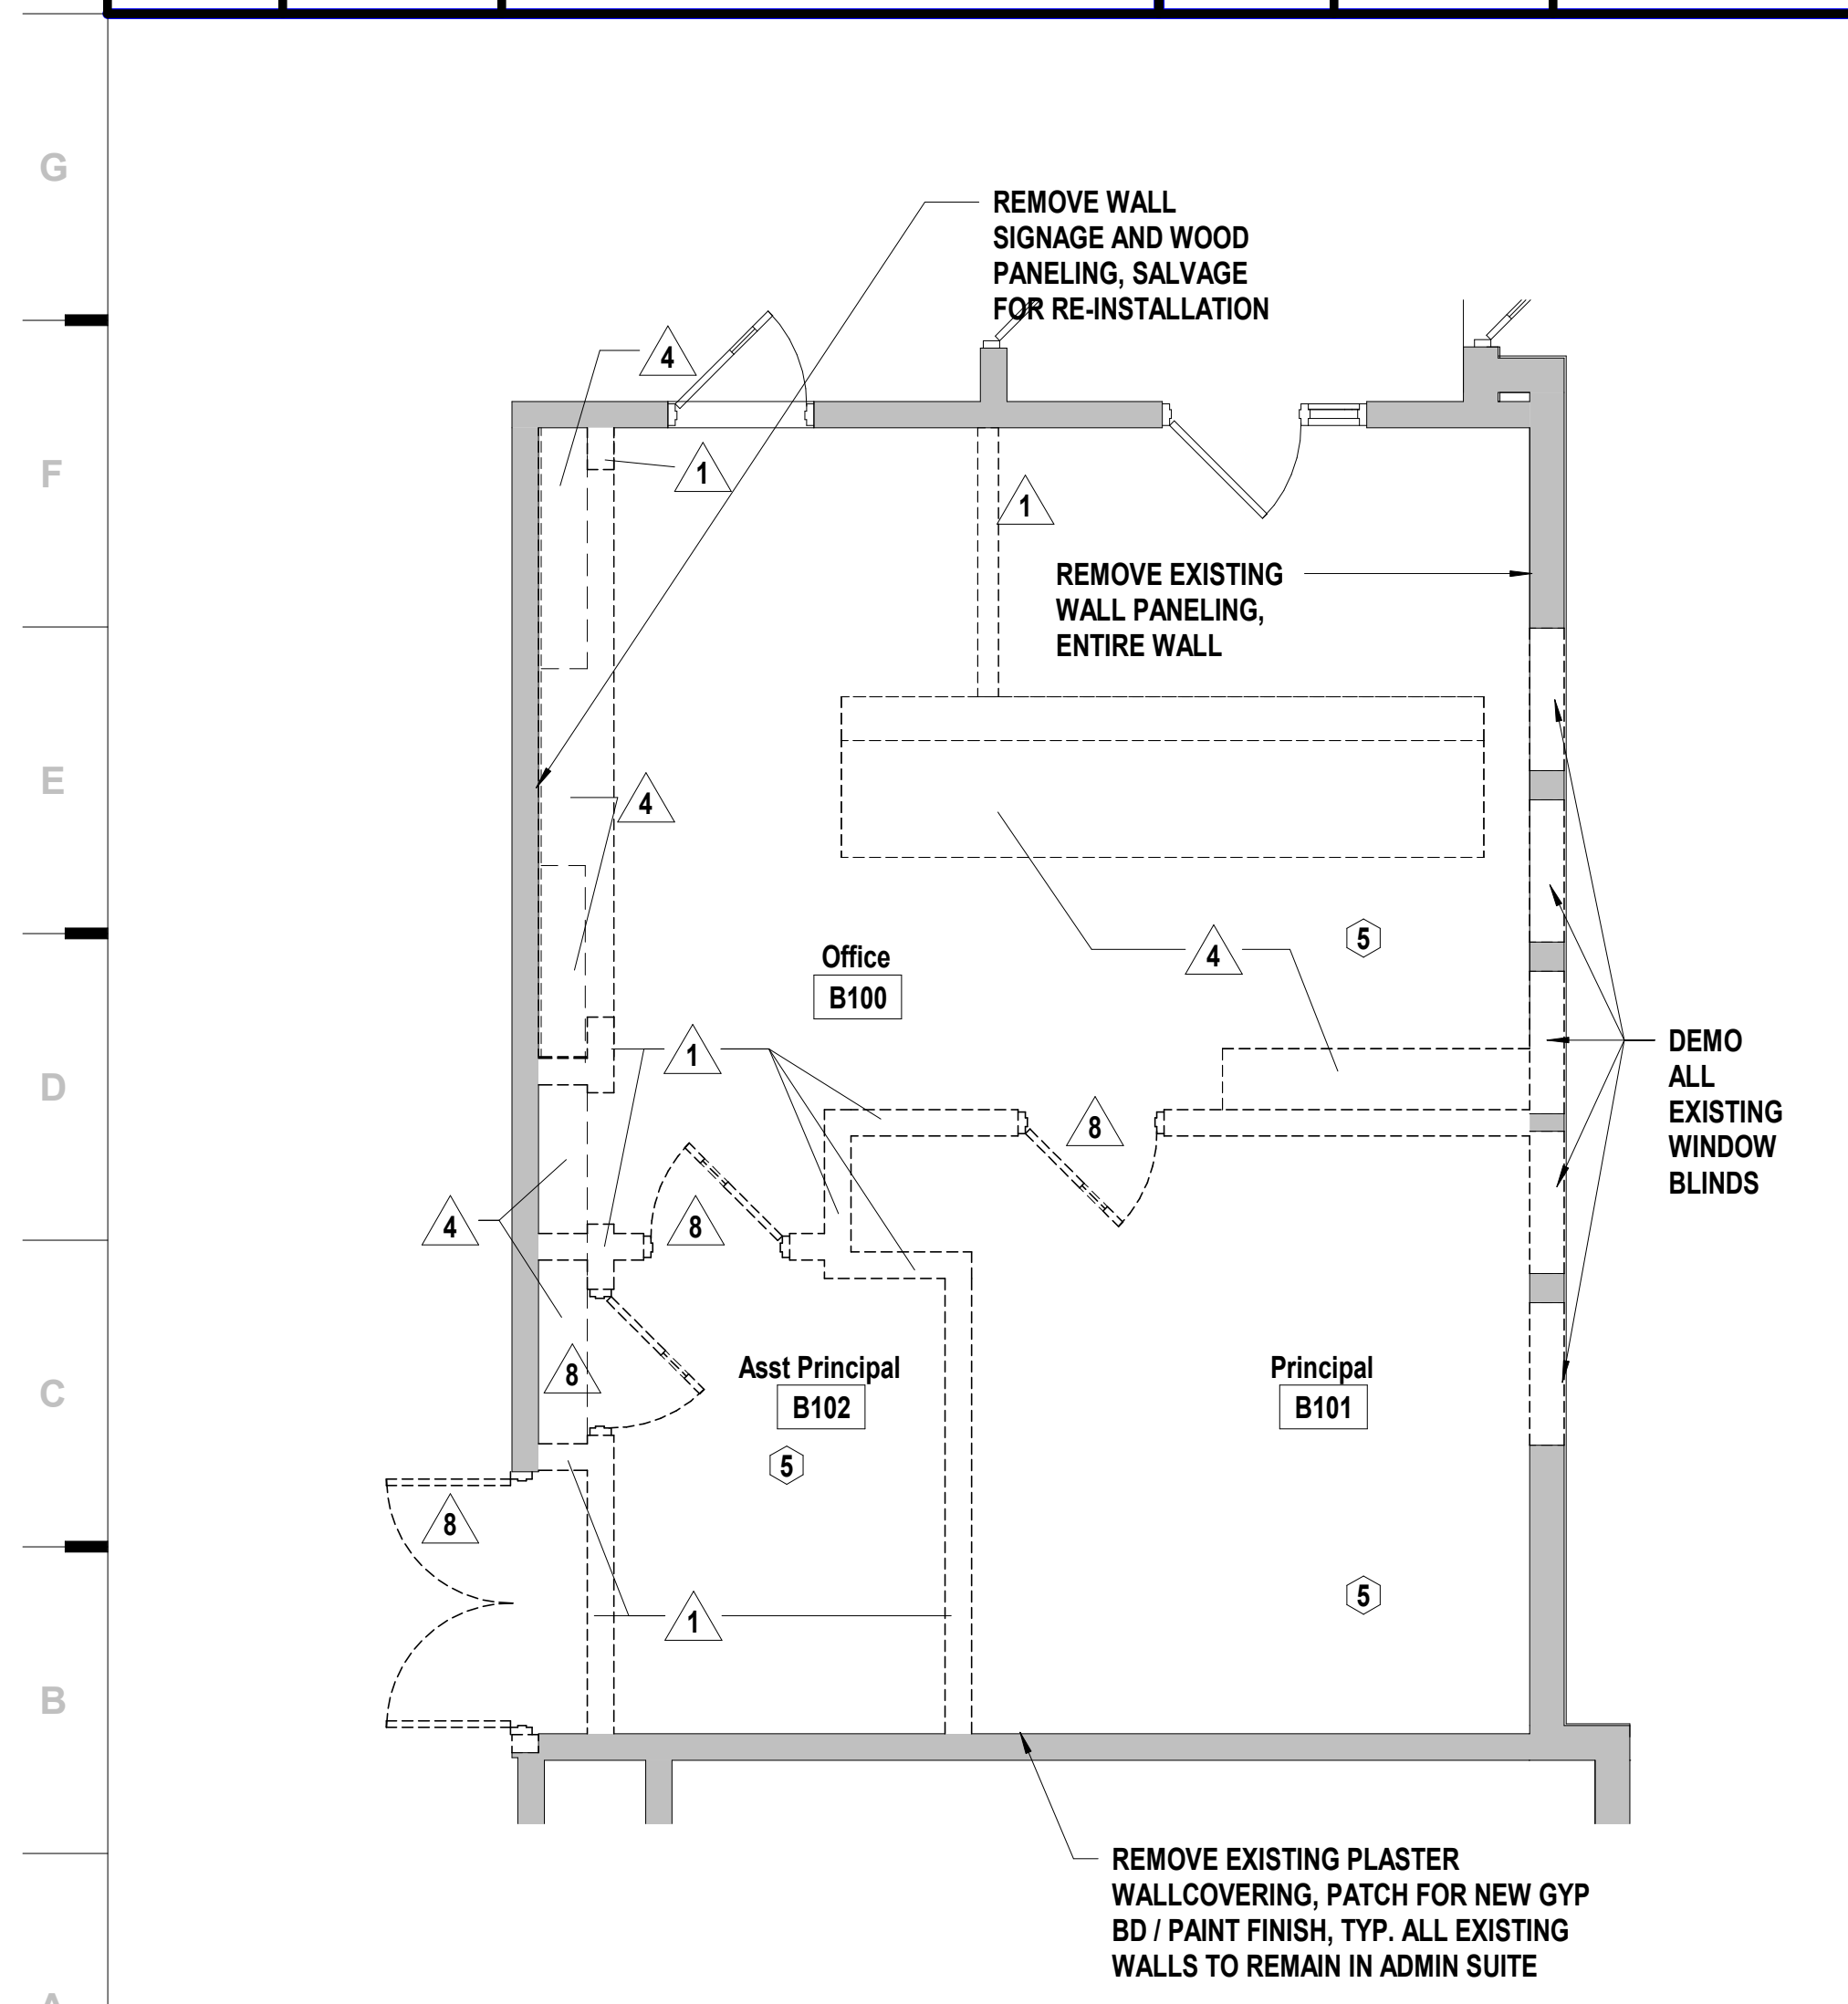 G
REMOVE WALL
SIGNAGE AND WOOD
PANELING, SALVAGE
FOR RE-INSTALLATION
4
F
1
1
REMOVE EXISTING
WALL PANELING,
ENTIRE WALL
E
4
5
4
Office
B100
D
1
DEMO
ALL
EXISTING
WINDOW
BLINDS
8
4
8
C
8
Asst Principal
B102
Principal
B101
5
8
5
1
B
REMOVE EXISTING PLASTER
WALLCOVERING, PATCH FOR NEW GYP
BD / PAINT FINISH, TYP. ALL EXISTING
WALLS TO REMAIN IN ADMIN SUITE
A